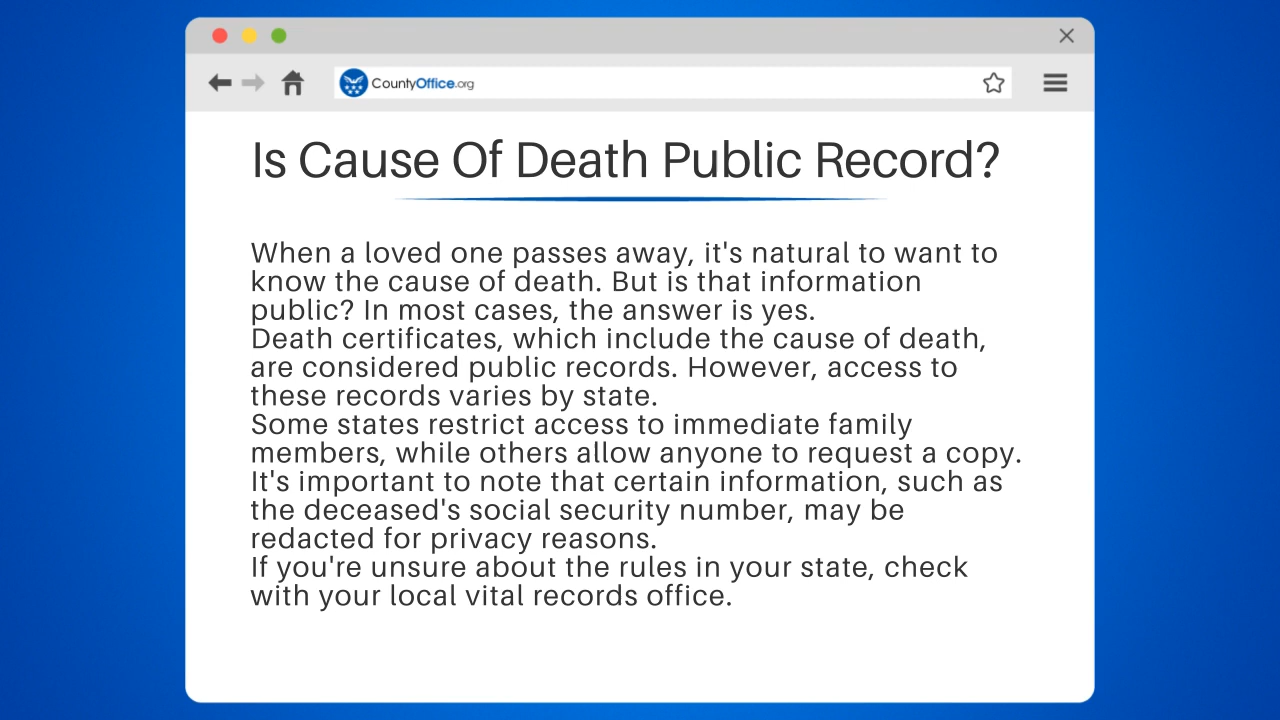 CountyOffice.org
Is Cause Of Death Public Record?
When a loved one passes away, it's natural to want to
know the cause of death. But is that information
public? In most cases, the answer is yes.
Death certificates, which include the cause of death,
are considered public records. However, access to
these records varies by state.
Some states restrict access to immediate family
members, while others allow anyone to request a copy.
It's important to note that certain information, such as
the deceased's social security number, may be
redacted for privacy reasons.
If you're unsure about the rules in your state, check
with your local vital records office.